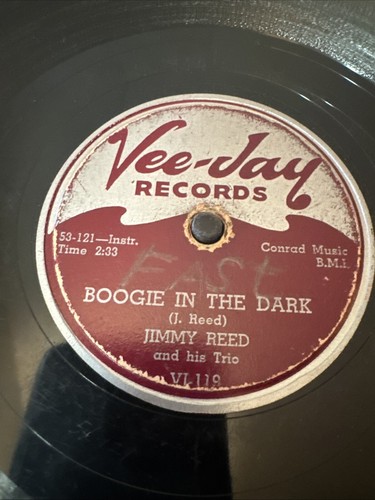 Vee-Jay
RECORDS
53-121—Instr.
Time 2:33
Conrad Music
B.M.I.
FAST
BOOGIE IN THE DARK
(J. Reed)
JIMMY REED
and his Trio
VJ-119